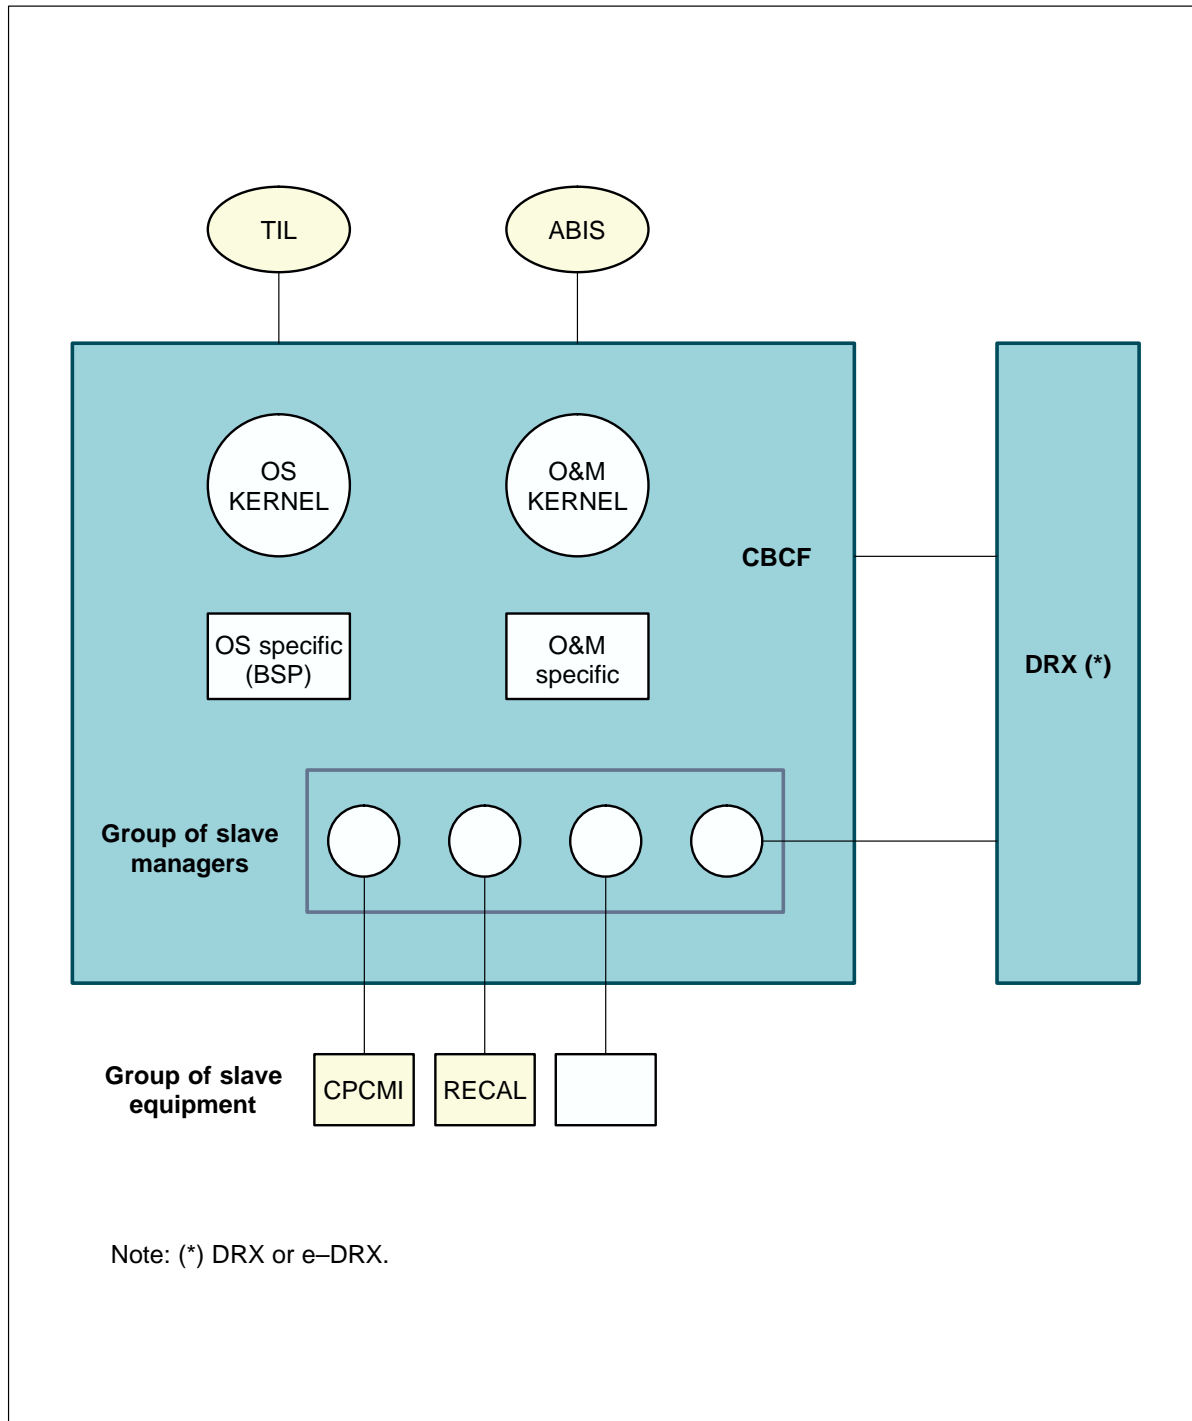 TIL
ABIS
OS
KERNEL
O&M
KERNEL
CBCF
OS specific
(BSP)
O&M
specific
DRX (*)
Group of slave
managers
Group of slave
equipment
CPCMI
RECAL
Note: (*) DRX or e–DRX.